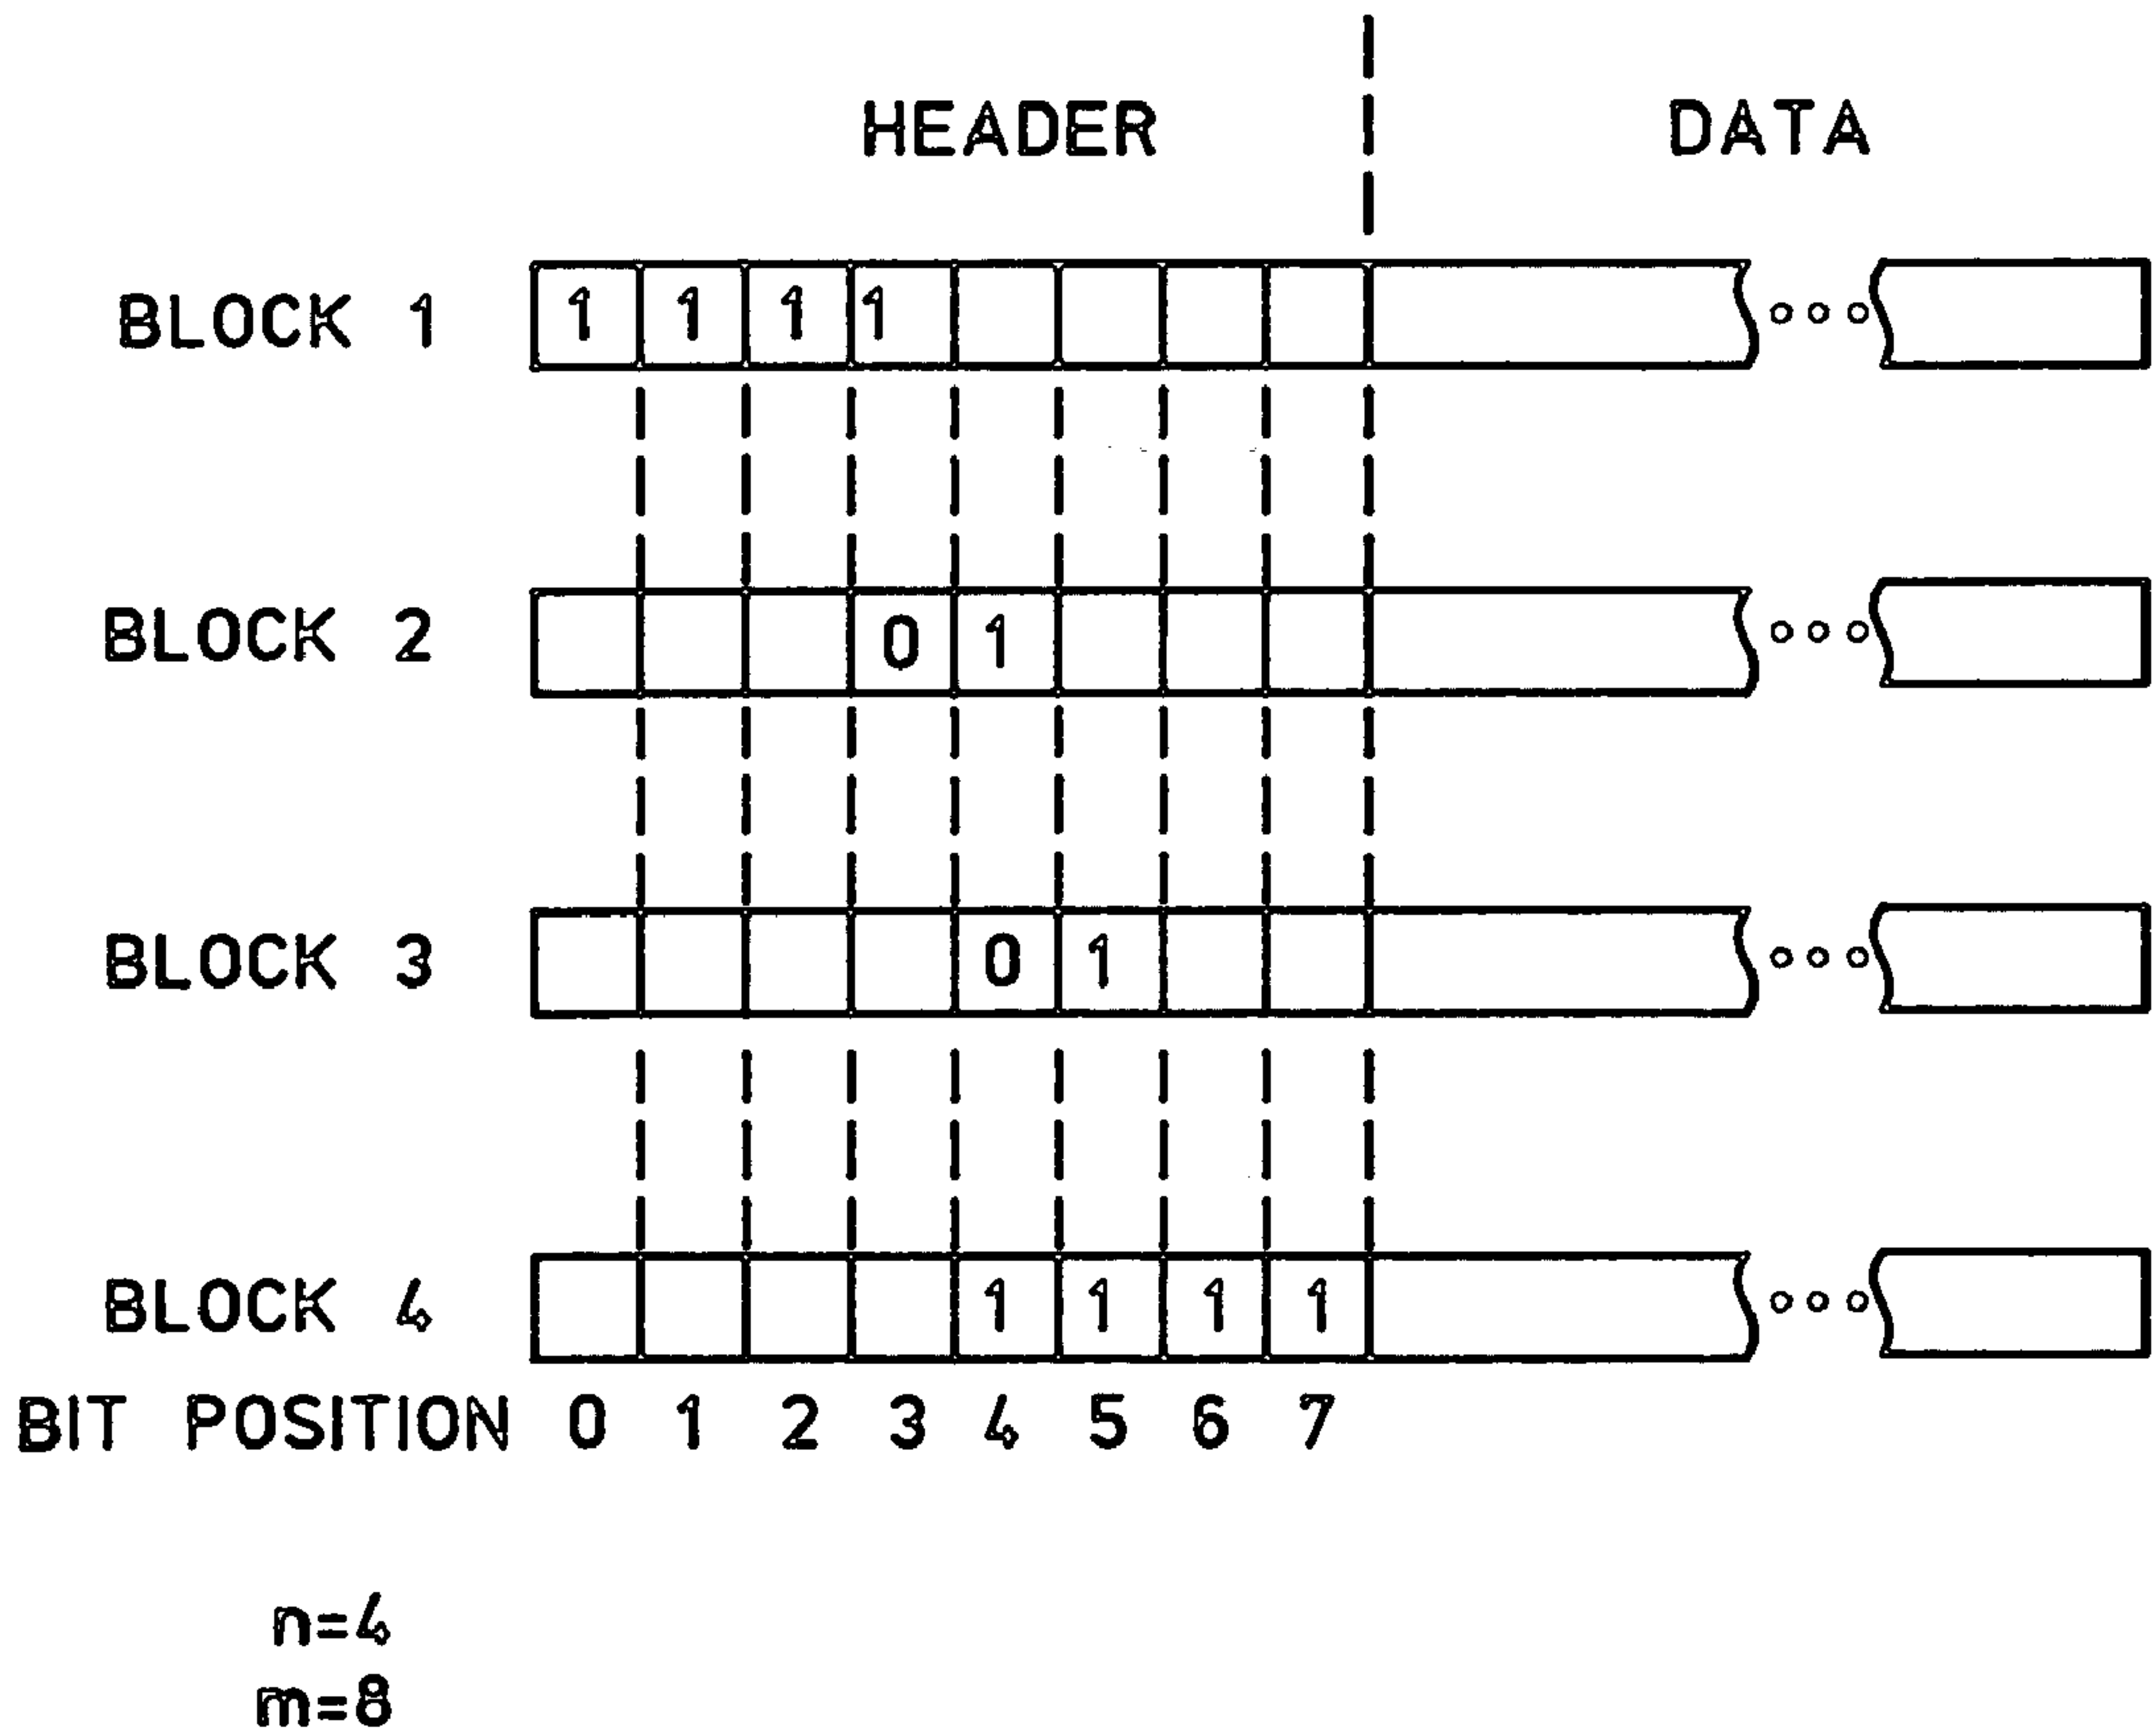 HEADER DATA
BLOCK 1 1 1 1 1
BLOCK 2 0 1
BLOCK 3 0 1
BLOCK 4 1 1 1 1
BIT POSITION 0 1 2 3 4 5 6 7
n=4
m=8